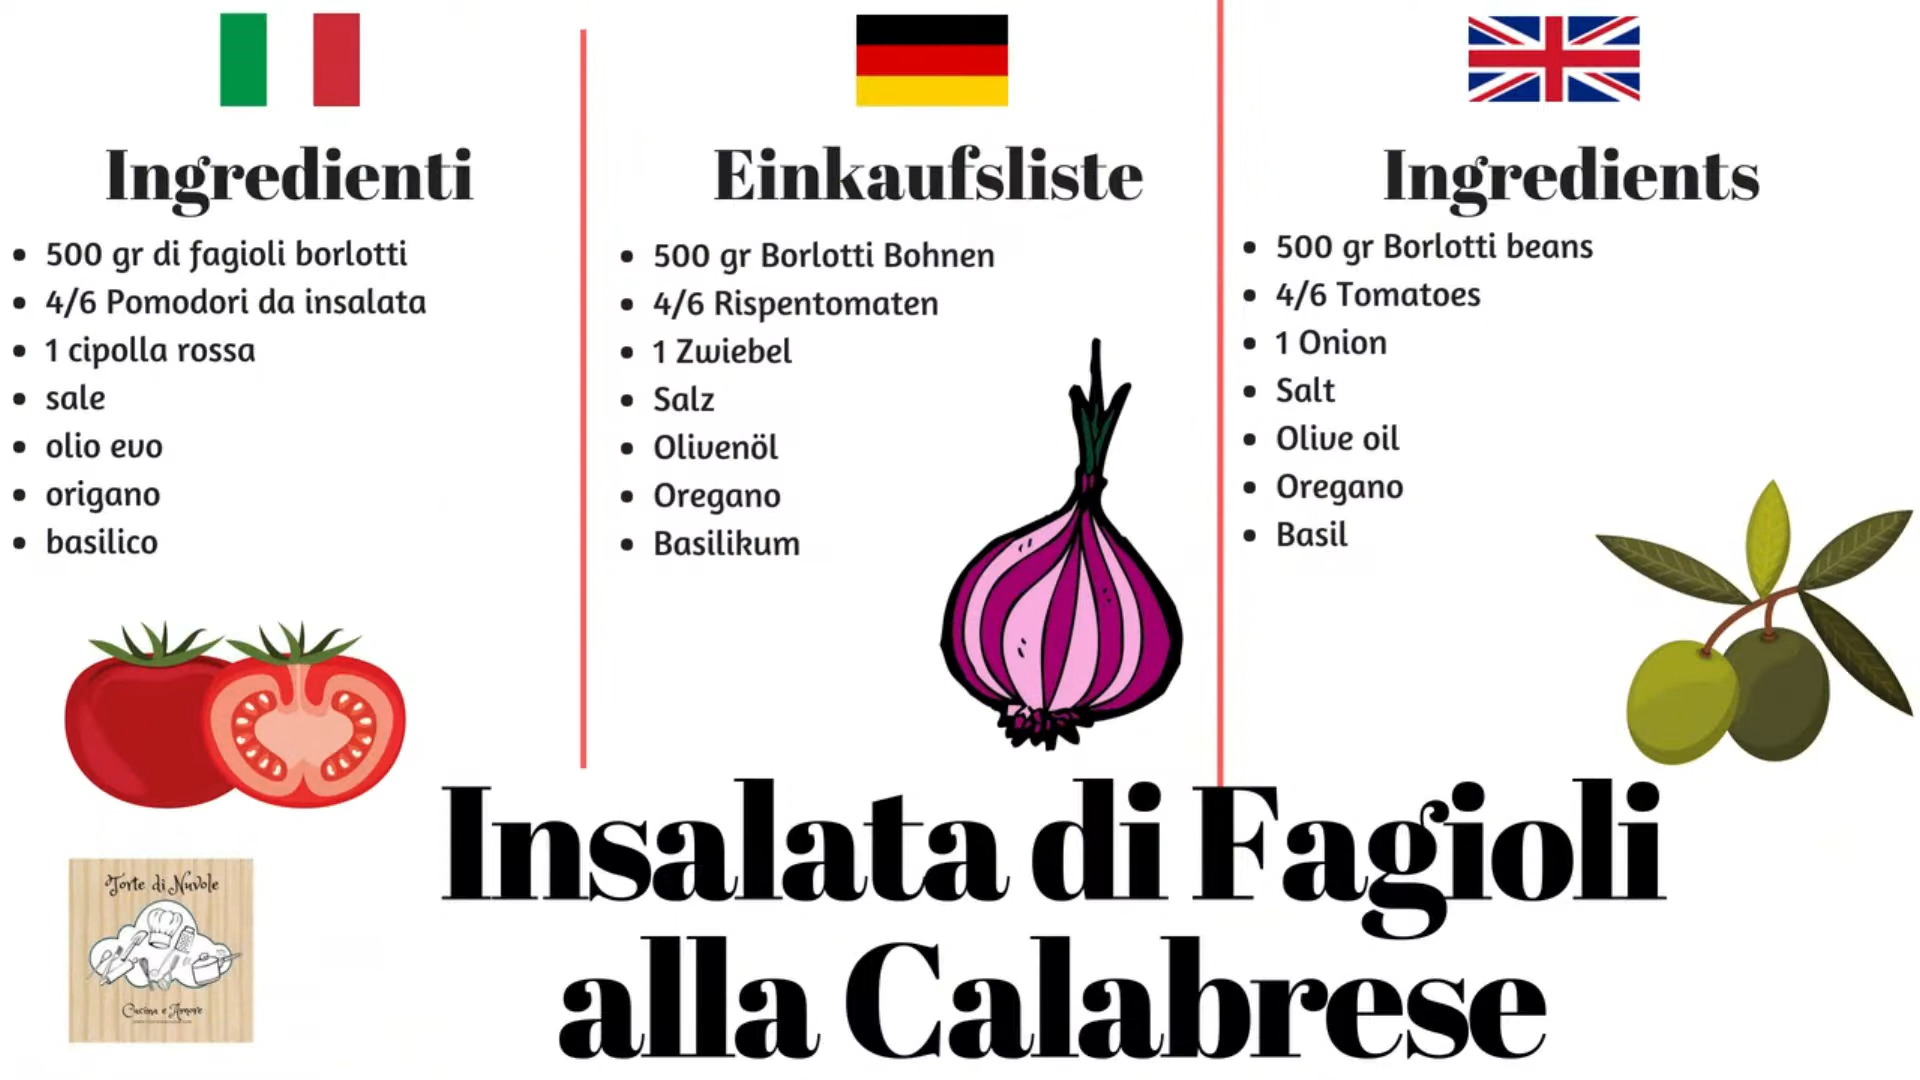 Ingredienti
500 gr di fagioli borlotti
4/6 Pomodori da insalata
1 cipolla rossa
sale
olio evo
origano
basilico
Einkaufsliste
500 gr Borlotti Bohnen
4/6 Rispentomaten
1 Zwiebel
Salz
Olivenöl
Oregano
Basilikum
Ingredients
500 gr Borlotti beans
4/6 Tomatoes
1 Onion
Salt
Olive oil
Oregano
Basil
Insalata di Fagioli
alla Calabrese
Torte di Nuvole
Cucina e Amore